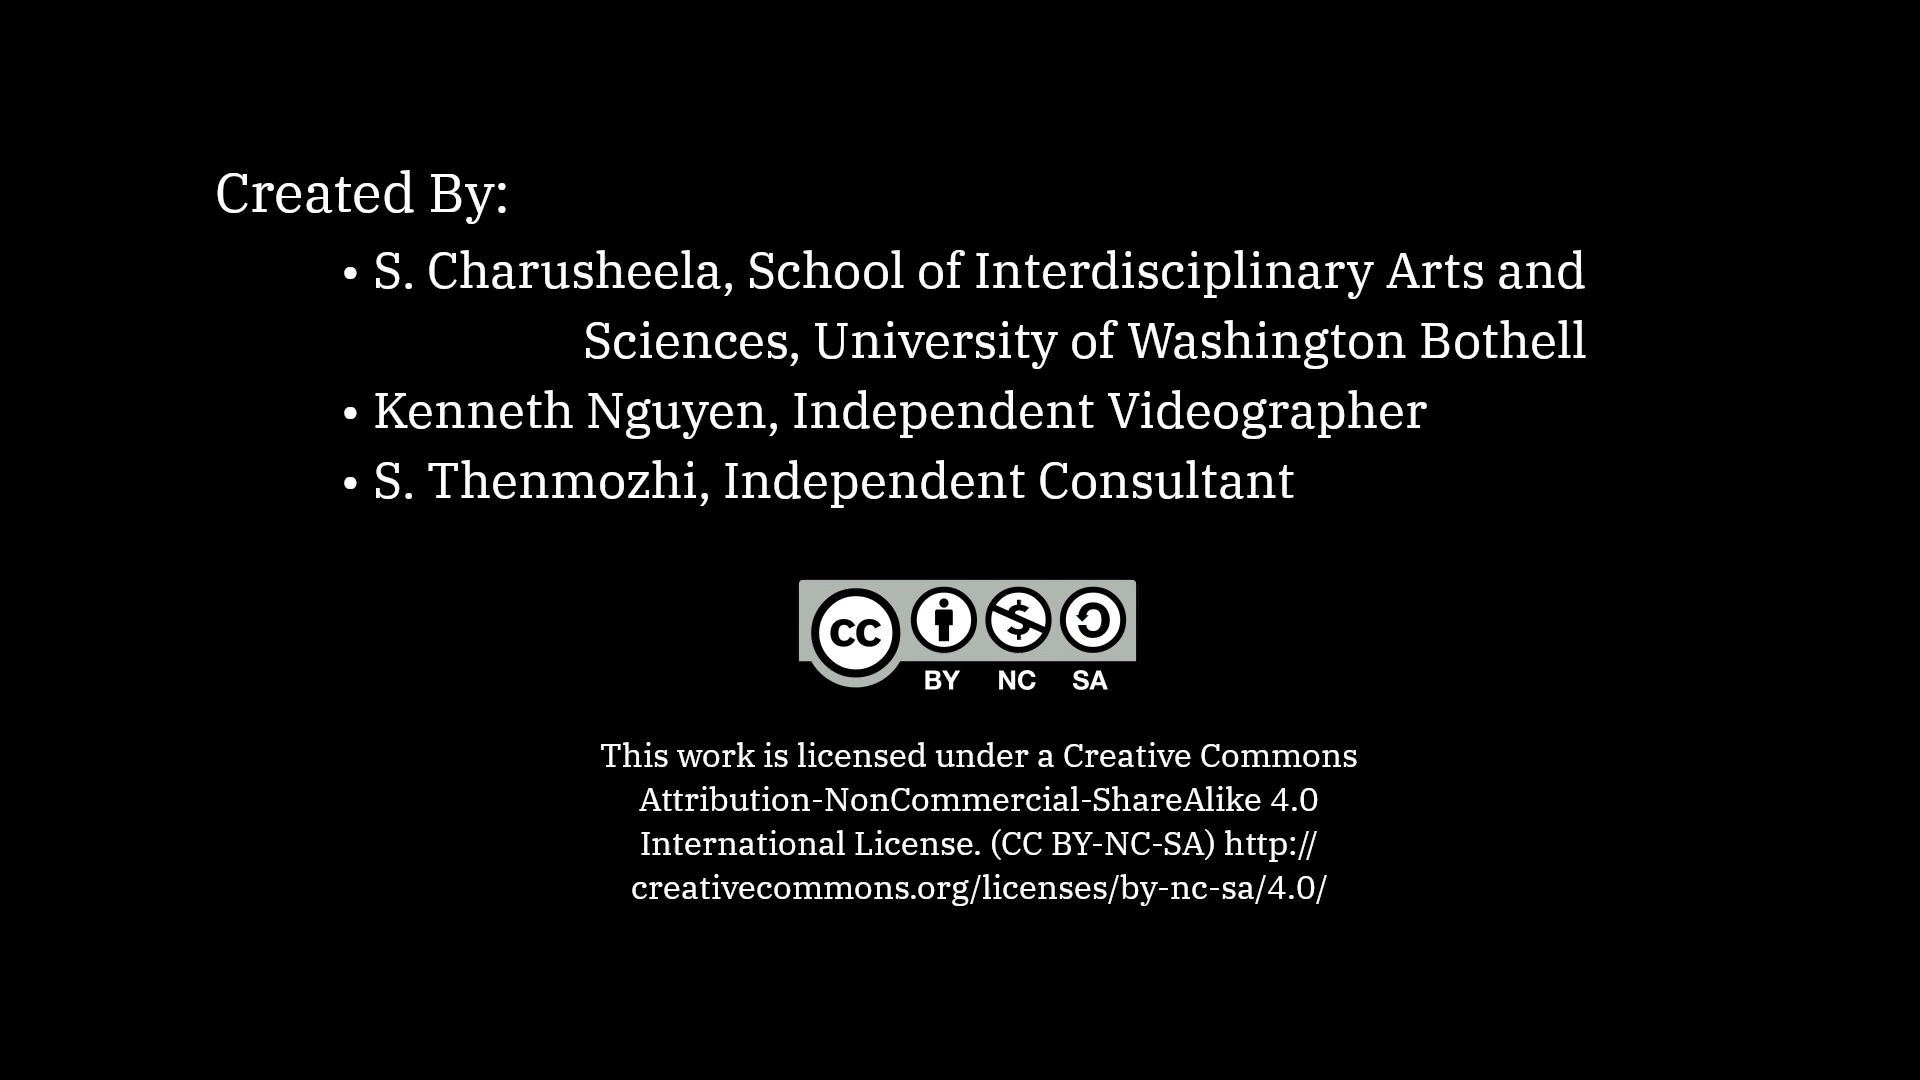 Created By:
• S. Charusheela, School of Interdisciplinary Arts and
Sciences, University of Washington Bothell
• Kenneth Nguyen, Independent Videographer
• S. Thenmozhi, Independent Consultant
cc
BY NC SA
This work is licensed under a Creative Commons
Attribution-NonCommercial-ShareAlike 4.0
International License. (CC BY-NC-SA) http://
creativecommons.org/licenses/by-nc-sa/4.0/